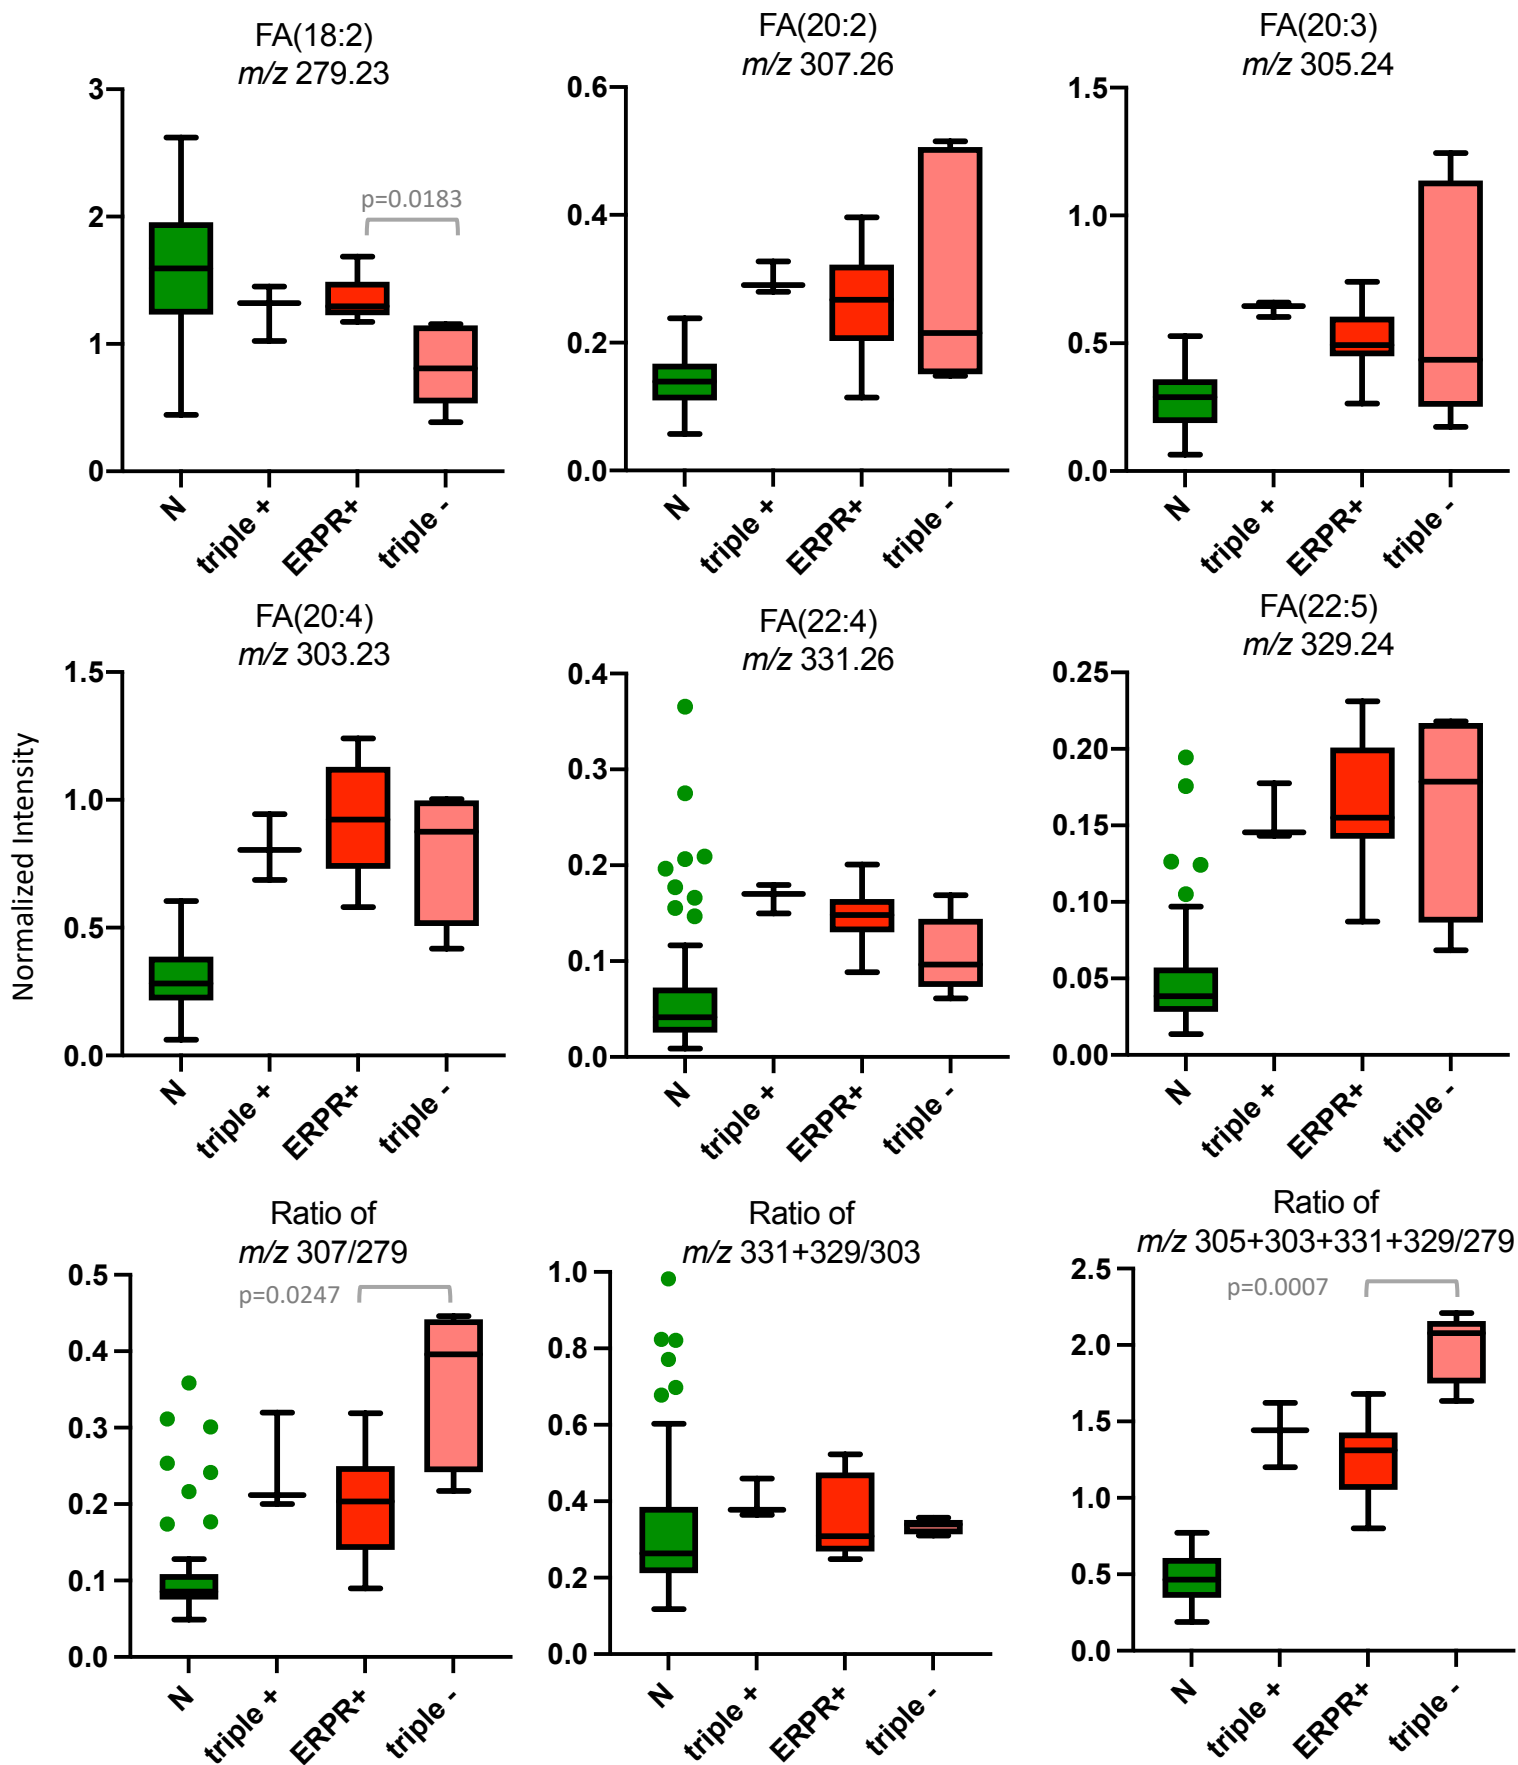 FA(18:2)
m/z 279.23
3
2
1
0
p=0.0183
N
triple +
ERPR+
triple -
FA(20:2)
m/z 307.26
0.6
0.4
0.2
0.0
N
triple +
ERPR+
triple -
FA(20:3)
m/z 305.24
1.5
1.0
0.5
0.0
N
triple +
ERPR+
triple -
Normalized Intensity
FA(20:4)
m/z 303.23
1.5
1.0
0.5
0.0
N
triple +
ERPR+
triple -
FA(22:4)
m/z 331.26
0.4
0.3
0.2
0.1
0.0
N
triple +
ERPR+
triple -
FA(22:5)
m/z 329.24
0.25
0.20
0.15
0.10
0.05
0.00
N
triple +
ERPR+
triple -
Ratio of
m/z 307/279
0.5
0.4
0.3
0.2
0.1
0.0
p=0.0247
N
triple +
ERPR+
triple -
Ratio of
m/z 331+329/303
1.0
0.8
0.6
0.4
0.2
0.0
N
triple +
ERPR+
triple -
Ratio of
m/z 305+303+331+329/279
2.5
2.0
1.5
1.0
0.5
0.0
p=0.0007
N
triple +
ERPR+
triple -